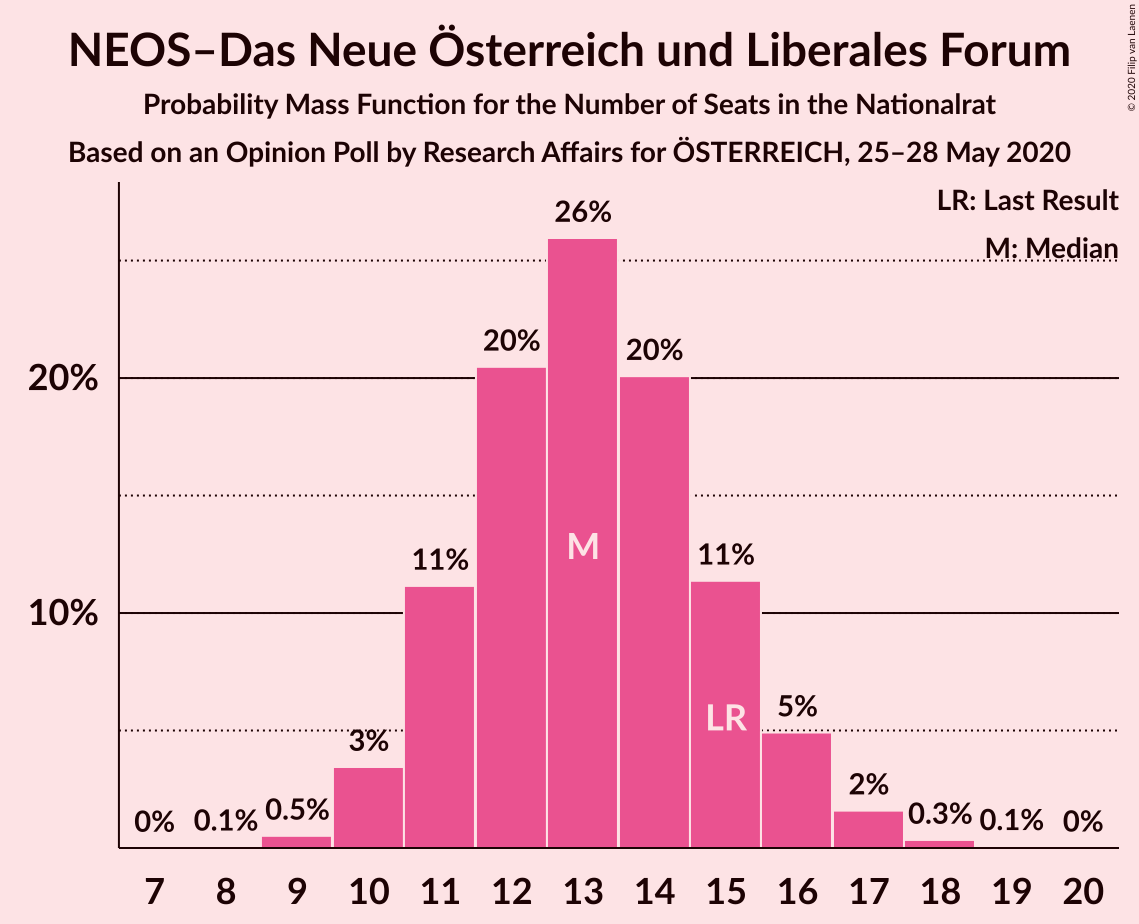 NEOS–Das Neue Österreich und Liberales Forum
Probability Mass Function for the Number of Seats in the Nationalrat
Based on an Opinion Poll by Research Affairs for ÖSTERREICH, 25–28 May 2020
© 2020 Filip van Laenen
LR: Last Result
M: Median
26%
20%
20%
20%
M
11%
11%
10%
LR
5%
3%
2%
0%
0.1%
0.5%
0.3%
0.1%
0%
7 8 9 10 11 12 13 14 15 16 17 18 19 20